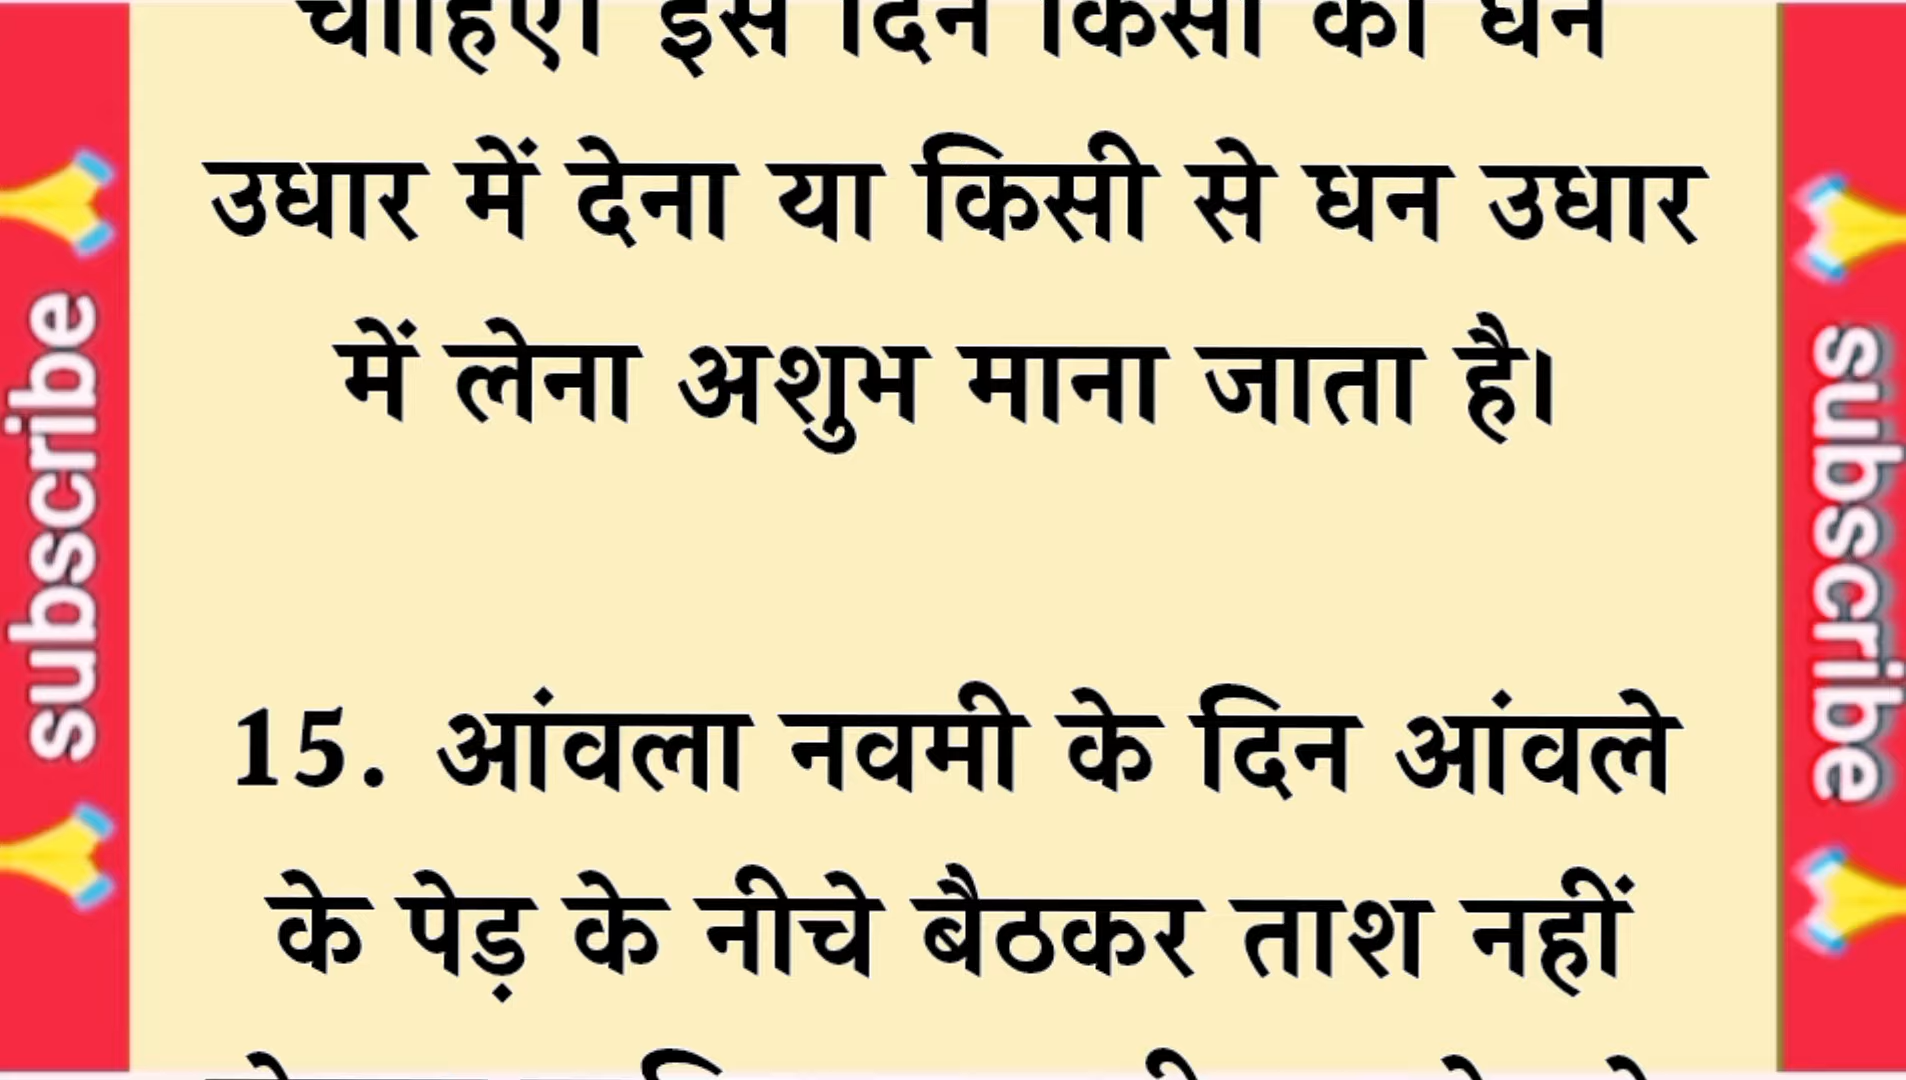 चाहिए। इस दिन किसी को धन
उधार में देना या किसी से धन उधार
में लेना अशुभ माना जाता है।
15. आंवला नवमी के दिन आंवले
के पेड़ के नीचे बैठकर ताश नहीं
subscribe
subscribe